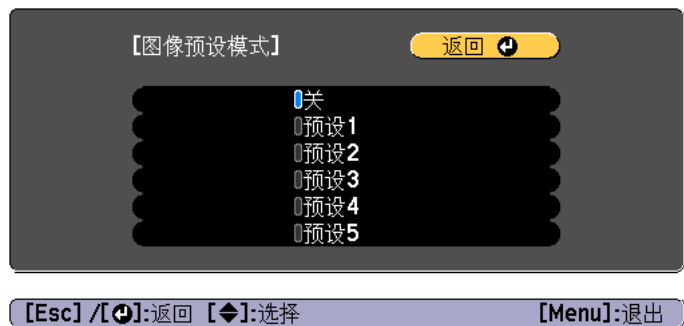 【图像预设模式】 返回
关
预设1
预设2
预设3
预设4
预设5
[Esc] /[ ]:返回 [ ]:选择 [Menu]:退出